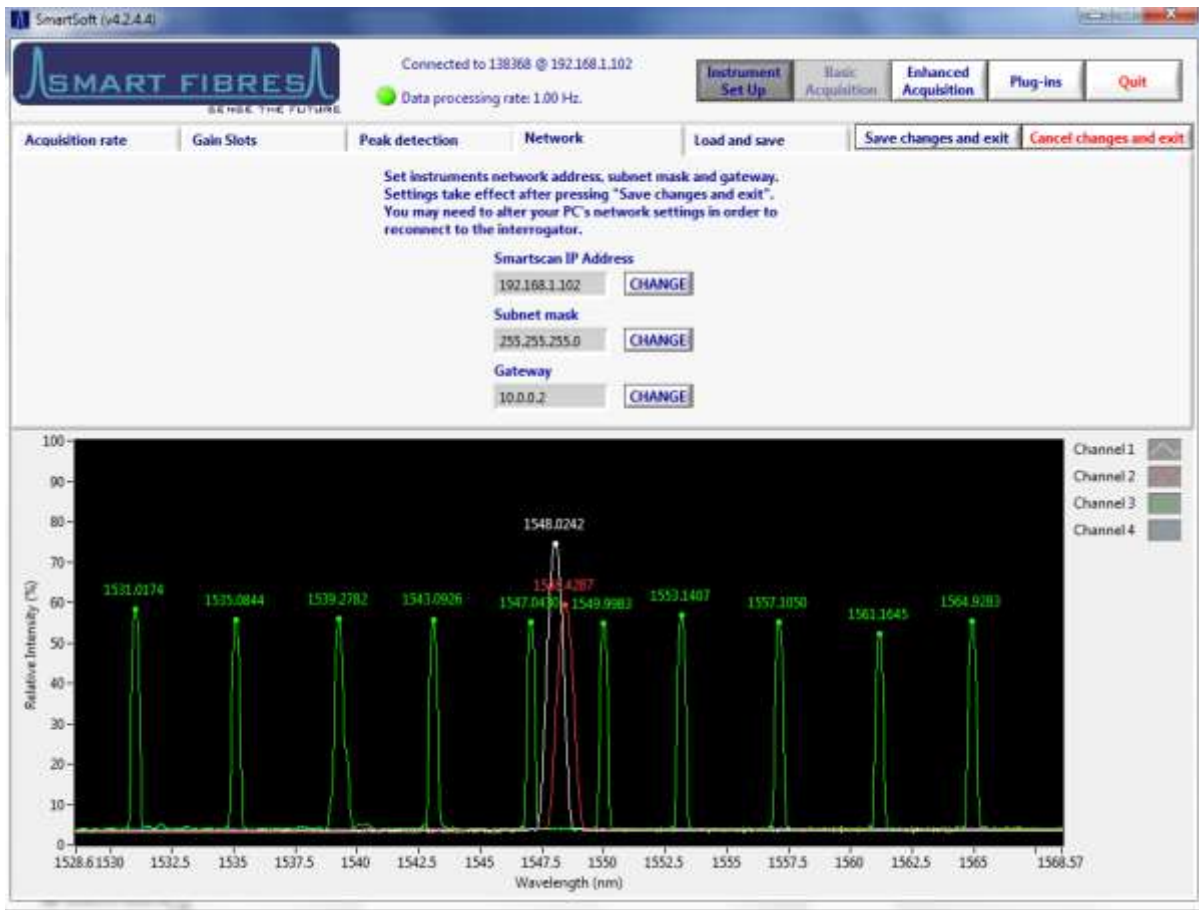 SmartSoft (v4.2.4.4)
SMART FIBRES
SENSE THE FUTURE
Connected to 138368 @ 192.168.1.102
Data processing rate: 1.00 Hz.
Instrument
Set Up
Basic
Acquisition
Enhanced
Acquisition
Plug-ins
Quit
Acquisition rate
Gain Slots
Peak detection
Network
Load and save
Save changes and exit
Cancel changes and exit
Set instruments network address, subnet mask and gateway.
Settings take effect after pressing "Save changes and exit".
You may need to alter your PC's network settings in order to
reconnect to the interrogator.
Smartscan IP Address
192.168.1.102
CHANGE
Subnet mask
255.255.255.0
CHANGE
Gateway
10.0.0.2
CHANGE
100
90
80
70
60
50
40
30
20
10
0
Relative Intensity (%)
1548.0242
1531.0174
1535.0844
1539.2782
1543.0926
1549.9983
1553.1407
1557.1050
1561.1645
1564.9283
Channel 1
Channel 2
Channel 3
Channel 4
1528.6 1530 1532.5 1535 1537.5 1540 1542.5 1545 1547.5 1550 1552.5 1555 1557.5 1560 1562.5 1565 1568.57
Wavelength (nm)